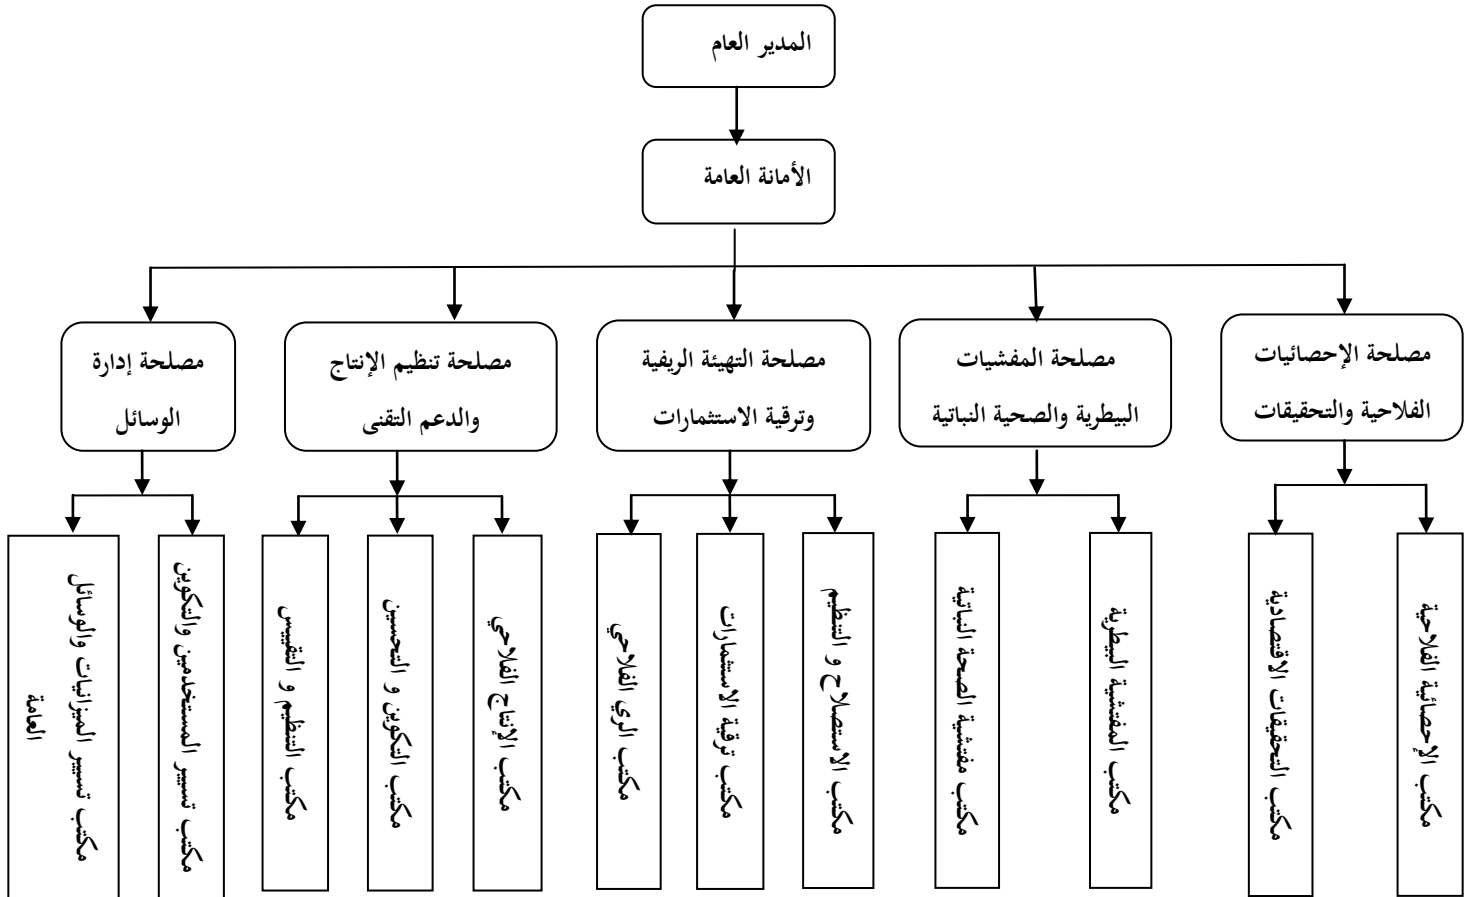 المدير العام
الأمانة العامة
مصلحة الإحصائيات
الفلاحية والتحقيقات
مصلحة المفشيات
البيطرية والصحية النباتية
مصلحة التهيئة الريفية
وترقية الاستثمارات
مصلحة تنظيم الإنتاج
والدعم التقنى
مصلحة إدارة
الوسائل
مكتب الإحصائية الفلاحية
مكتب التحقيقات الاقتصادية
مكتب المفتشية البيطرية
مكتب مفتشية الصحة النباتية
مكتب الاستصلاح و التنظيم
مكتب ترقية الاستثمارات
مكتب الري الفلاحي
مكتب الإنتاج الفلاحي
مكتب التكوين و التحسين
مكتب التنظيم و التقييس
مكتب تسيير المستخدمين والتكوين
مكتب تسيير الميزانيات والوسائل
العامة